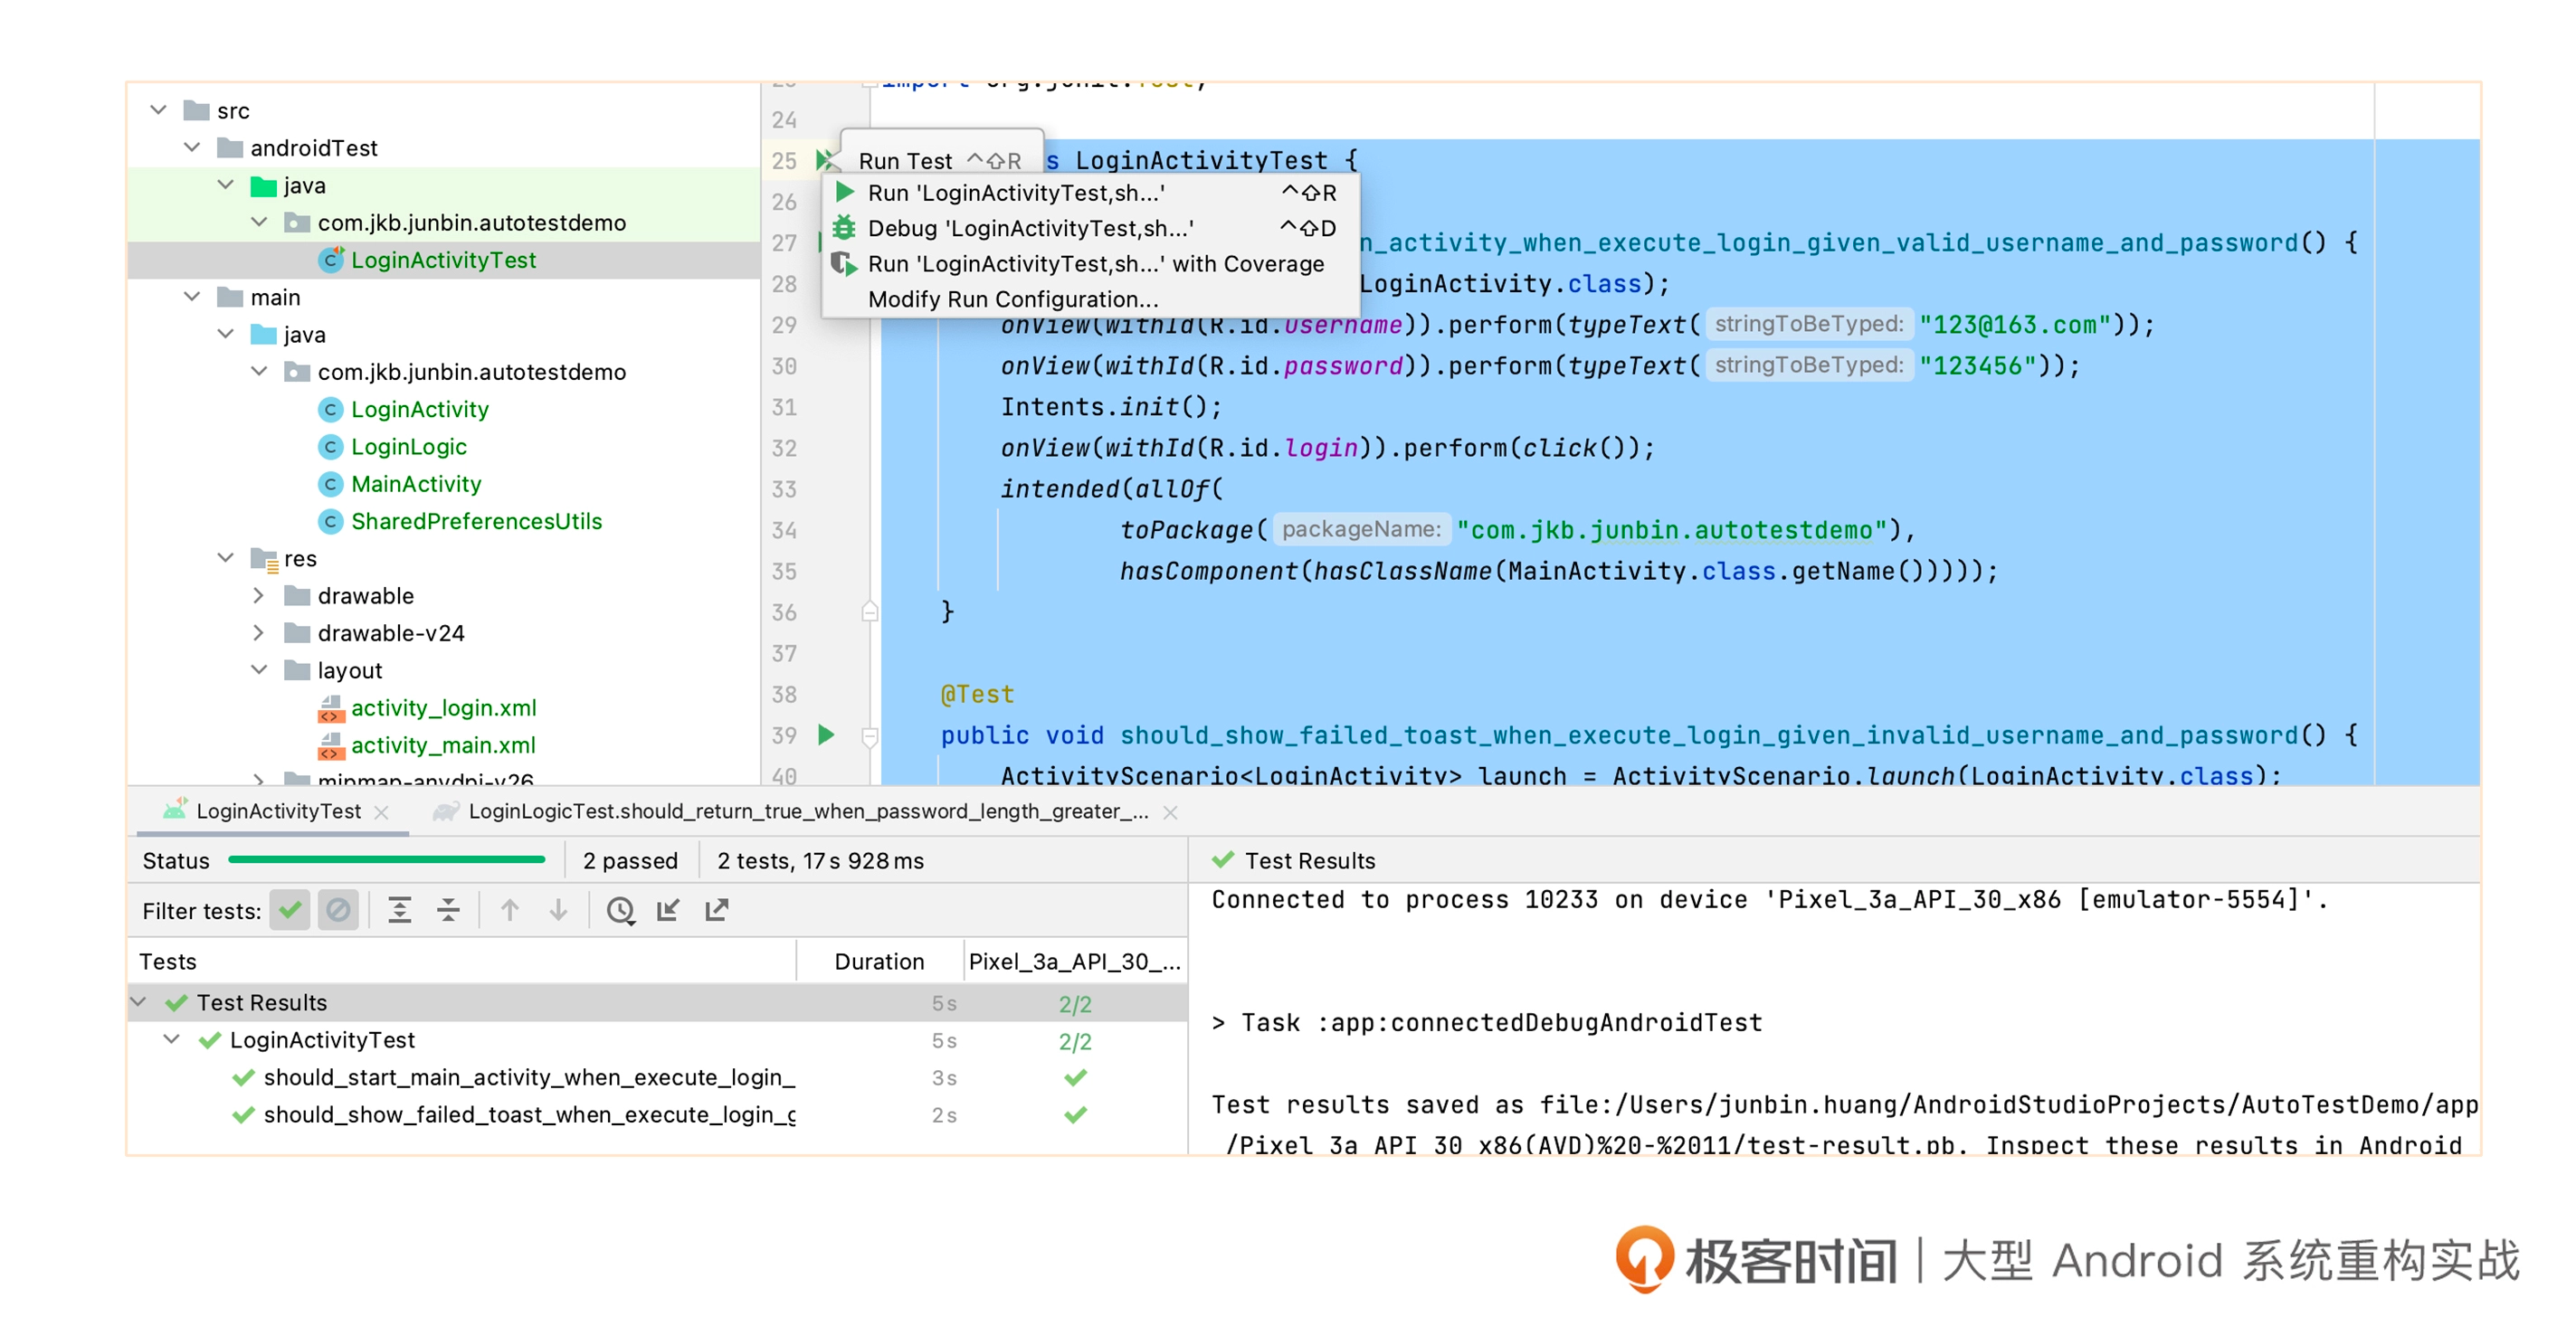 src
androidTest
java
com.jkb.junbin.autotestdemo
LoginActivityTest
main
java
com.jkb.junbin.autotestdemo
LoginActivity
LoginLogic
MainActivity
SharedPreferencesUtils
res
drawable
drawable-v24
layout
activity_login.xml
activity_main.xml
mipmap-anydpi-v26
23 import org.junit.Test;
24
25 s LoginActivityTest {
Run Test ^⇧R
Run 'LoginActivityTest,sh...' ^⇧R
Debug 'LoginActivityTest,sh...' ^⇧D
Run 'LoginActivityTest,sh...' with Coverage
Modify Run Configuration...
26
27 n_activity_when_execute_login_given_valid_username_and_password() {
28 LoginActivity.class);
29 onView(withId(R.id.username)).perform(typeText( stringToBeTyped: "123@163.com"));
30 onView(withId(R.id.password)).perform(typeText( stringToBeTyped: "123456"));
31 Intents.init();
32 onView(withId(R.id.login)).perform(click());
33 intended(allOf(
34 toPackage( packageName: "com.jkb.junbin.autotestdemo"),
35 hasComponent(hasClassName(MainActivity.class.getName()))));
36 }
37
38 @Test
39 public void should_show_failed_toast_when_execute_login_given_invalid_username_and_password() {
40 ActivityScenario<LoginActivity> launch = ActivityScenario.launch(LoginActivity.class);
LoginActivityTest
LoginLogicTest.should_return_true_when_password_length_greater_...
Status 2 passed 2 tests, 17 s 928 ms
Filter tests:
Tests Duration Pixel_3a_API_30_...
Test Results 5 s 2/2
LoginActivityTest 5 s 2/2
should_start_main_activity_when_execute_login_ 3 s
should_show_failed_toast_when_execute_login_g 2 s
Test Results
Connected to process 10233 on device 'Pixel_3a_API_30_x86 [emulator-5554]'.
> Task :app:connectedDebugAndroidTest
Test results saved as file:/Users/junbin.huang/AndroidStudioProjects/AutoTestDemo/app
/Pixel_3a_API_30_x86(AVD)%20-%2011/test-result.pb. Inspect these results in Android
极客时间 | 大型 Android 系统重构实战